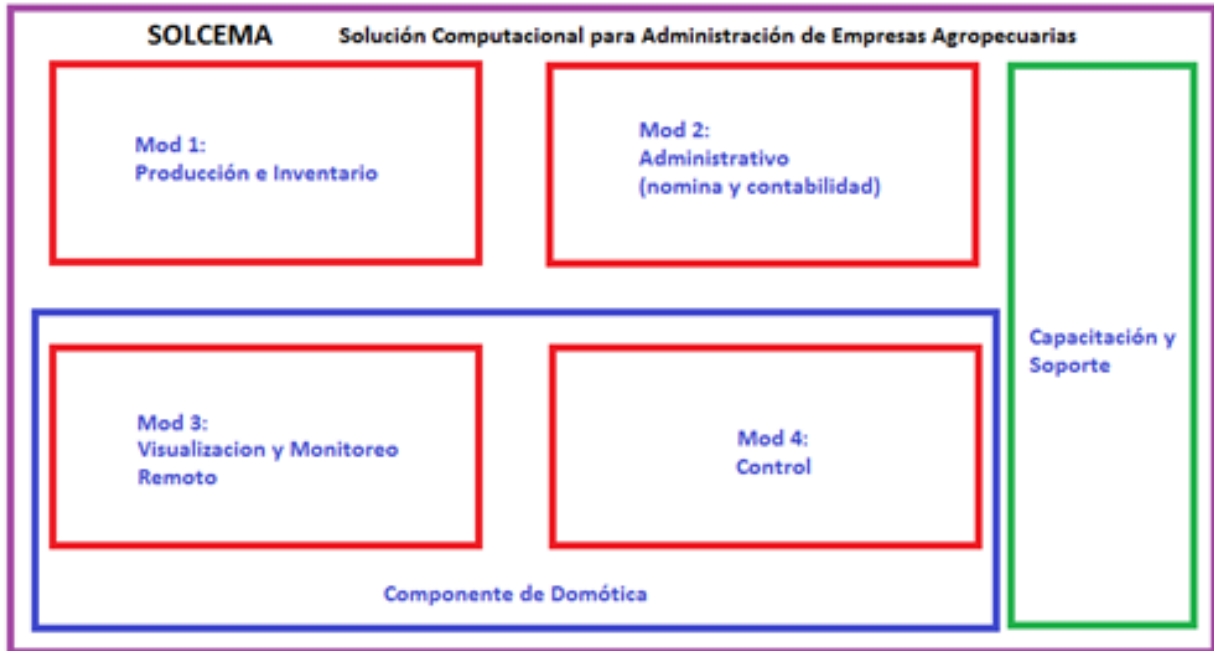 SOLCEMA Solución Computacional para Administración de Empresas Agropecuarias
Mod 1:
Producción e Inventario
Mod 2:
Administrativo
(nomina y contabilidad)
Capacitación y
Soporte
Mod 3:
Visualizacion y Monitoreo
Remoto
Mod 4:
Control
Componente de Domótica